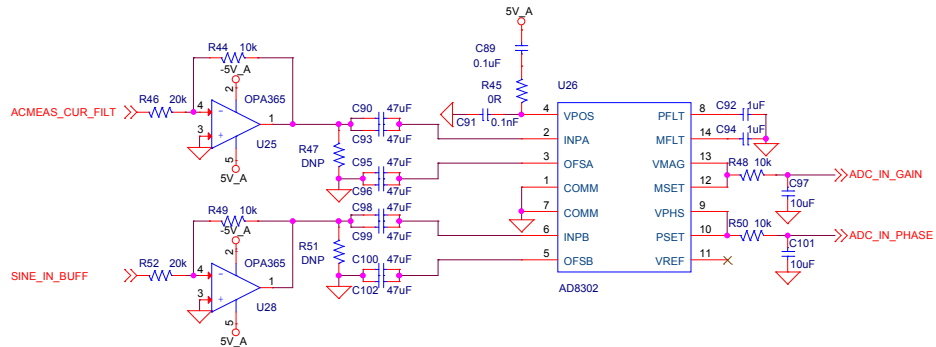 5V_A
R44 10k
-5V_A
C89
0.1uF
OPA365
R45
0R
U26
ACMEAS_CUR_FILT
R46 20k
2
4
3
1
5
U25
5V_A
C90 47uF
C93 47uF
R47
DNP
C95 47uF
C96 47uF
C91 0.1nF
4 VPOS
2 INPA
3 OFSA
1 COMM
7 COMM
6 INPB
5 OFSB
PFLT 8
MFLT 14
VMAG 13
MSET 12
VPHS 9
PSET 10
VREF 11
AD8302
C92 1uF
C94 1uF
R48 10k
ADC_IN_GAIN
C97
10uF
R50 10k
ADC_IN_PHASE
C101
10uF
R49 10k
-5V_A
OPA365
SINE_IN_BUFF
R52 20k
2
4
3
1
5
U28
5V_A
C98 47uF
C99 47uF
R51
DNP
C100 47uF
C102 47uF